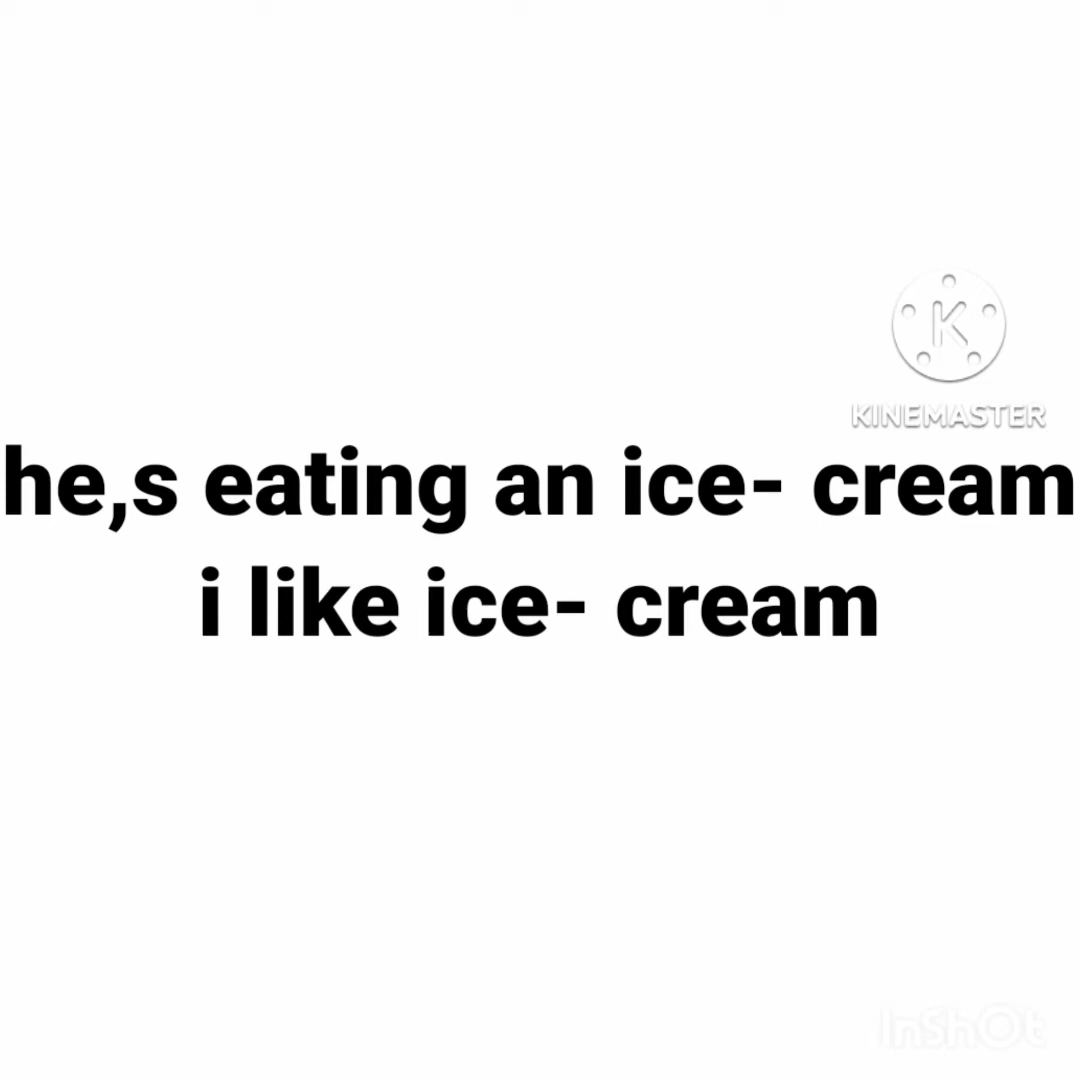 K
KINEMASTER
he,s eating an ice- cream
i like ice- cream
InShOt